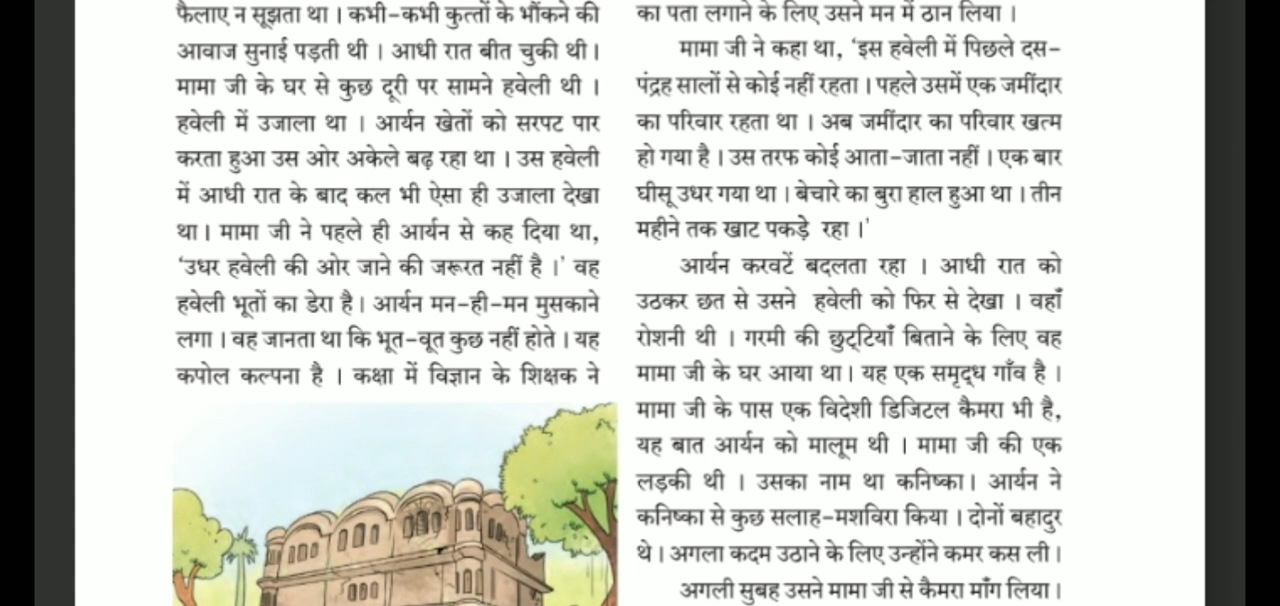 फैलाए न सूझता था । कभी-कभी कुत्तों के भौंकने की
आवाज सुनाई पड़ती थी । आधी रात बीत चुकी थी।
मामा जी के घर से कुछ दूरी पर सामने हवेली थी ।
हवेली में उजाला था । आर्यन खेतों को सरपट पार
करता हुआ उस ओर अकेले बढ़ रहा था । उस हवेली
में आधी रात के बाद कल भी ऐसा ही उजाला देखा
था। मामा जी ने पहले ही आर्यन से कह दिया था,
‘उधर हवेली की ओर जाने की जरूरत नहीं है ।’ वह
हवेली भूतों का डेरा है। आर्यन मन-ही-मन मुसकाने
लगा । वह जानता था कि भूत-वूत कुछ नहीं होते । यह
कपोल कल्पना है । कक्षा में विज्ञान के शिक्षक ने
का पता लगाने के लिए उसने मन में ठान लिया ।
मामा जी ने कहा था, ‘इस हवेली में पिछले दस-
पंद्रह सालों से कोई नहीं रहता । पहले उसमें एक जमींदार
का परिवार रहता था । अब जमींदार का परिवार खत्म
हो गया है । उस तरफ कोई आता-जाता नहीं । एक बार
घीसू उधर गया था । बेचारे का बुरा हाल हुआ था । तीन
महीने तक खाट पकड़े रहा ।’
आर्यन करवटें बदलता रहा । आधी रात को
उठकर छत से उसने हवेली को फिर से देखा । वहाँ
रोशनी थी । गरमी की छुट्टियाँ बिताने के लिए वह
मामा जी के घर आया था। यह एक समृद्ध गाँव है ।
मामा जी के पास एक विदेशी डिजिटल कैमरा भी है,
यह बात आर्यन को मालूम थी । मामा जी की एक
लड़की थी । उसका नाम था कनिष्का। आर्यन ने
कनिष्का से कुछ सलाह-मशविरा किया । दोनों बहादुर
थे । अगला कदम उठाने के लिए उन्होंने कमर कस ली ।
अगली सुबह उसने मामा जी से कैमरा माँग लिया ।